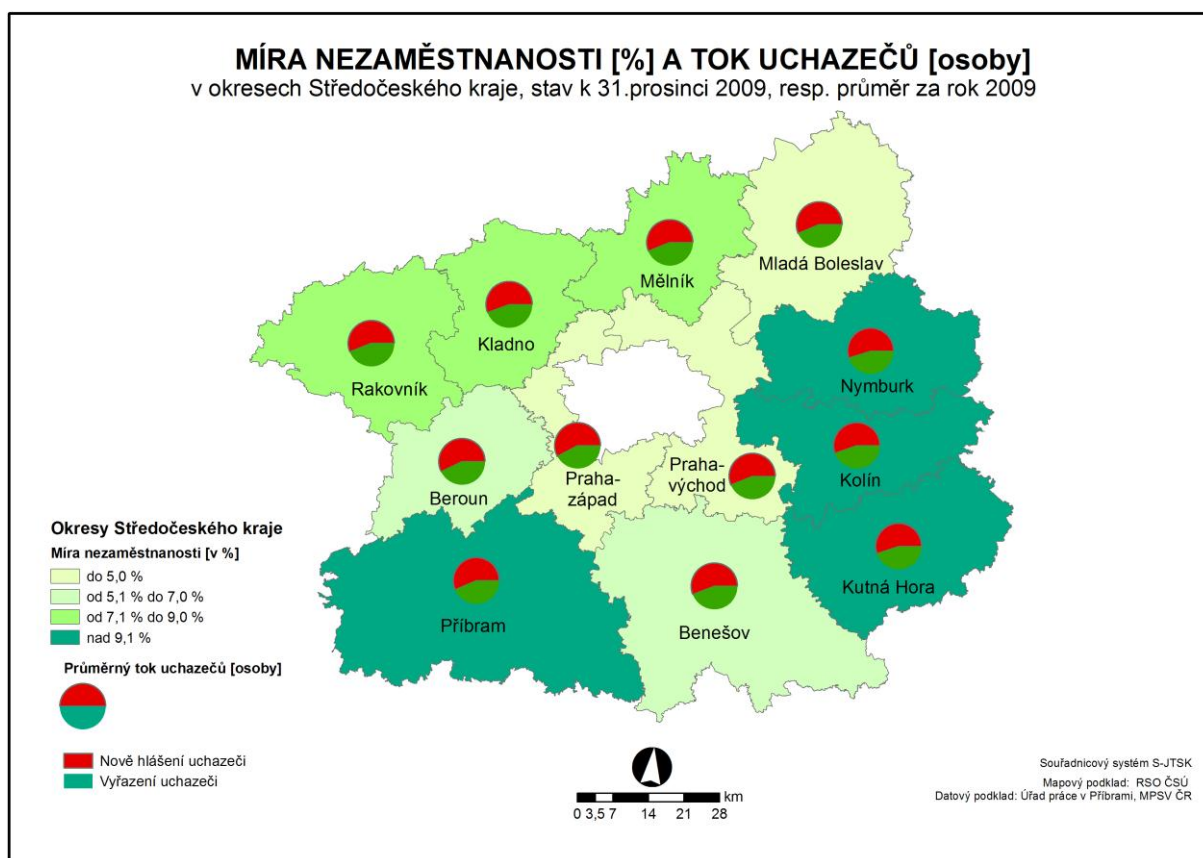 MÍRA NEZAMĚSTNANOSTI [%] A TOK UCHAZEČŮ [osoby]
v okresech Středočeského kraje, stav k 31.prosinci 2009, resp. průměr za rok 2009
Mladá Boleslav
Mělník
Kladno
Rakovník
Nymburk
Kolín
Praha-
východ
Praha-
západ
Beroun
Kutná Hora
Příbram
Benešov
Okresy Středočeského kraje
Míra nezaměstnanosti [v %]
do 5,0 %
od 5,1 % do 7,0 %
od 7,1 % do 9,0 %
nad 9,1 %
Průměrný tok uchazečů [osoby]
Nově hlášení uchazeči
Vyřazení uchazeči
km
0 3,5 7 14 21 28
Souřadnicový systém S-JTSK
Mapový podklad: RSO ČSÚ
Datový podklad: Úřad práce v Příbrami, MPSV ČR